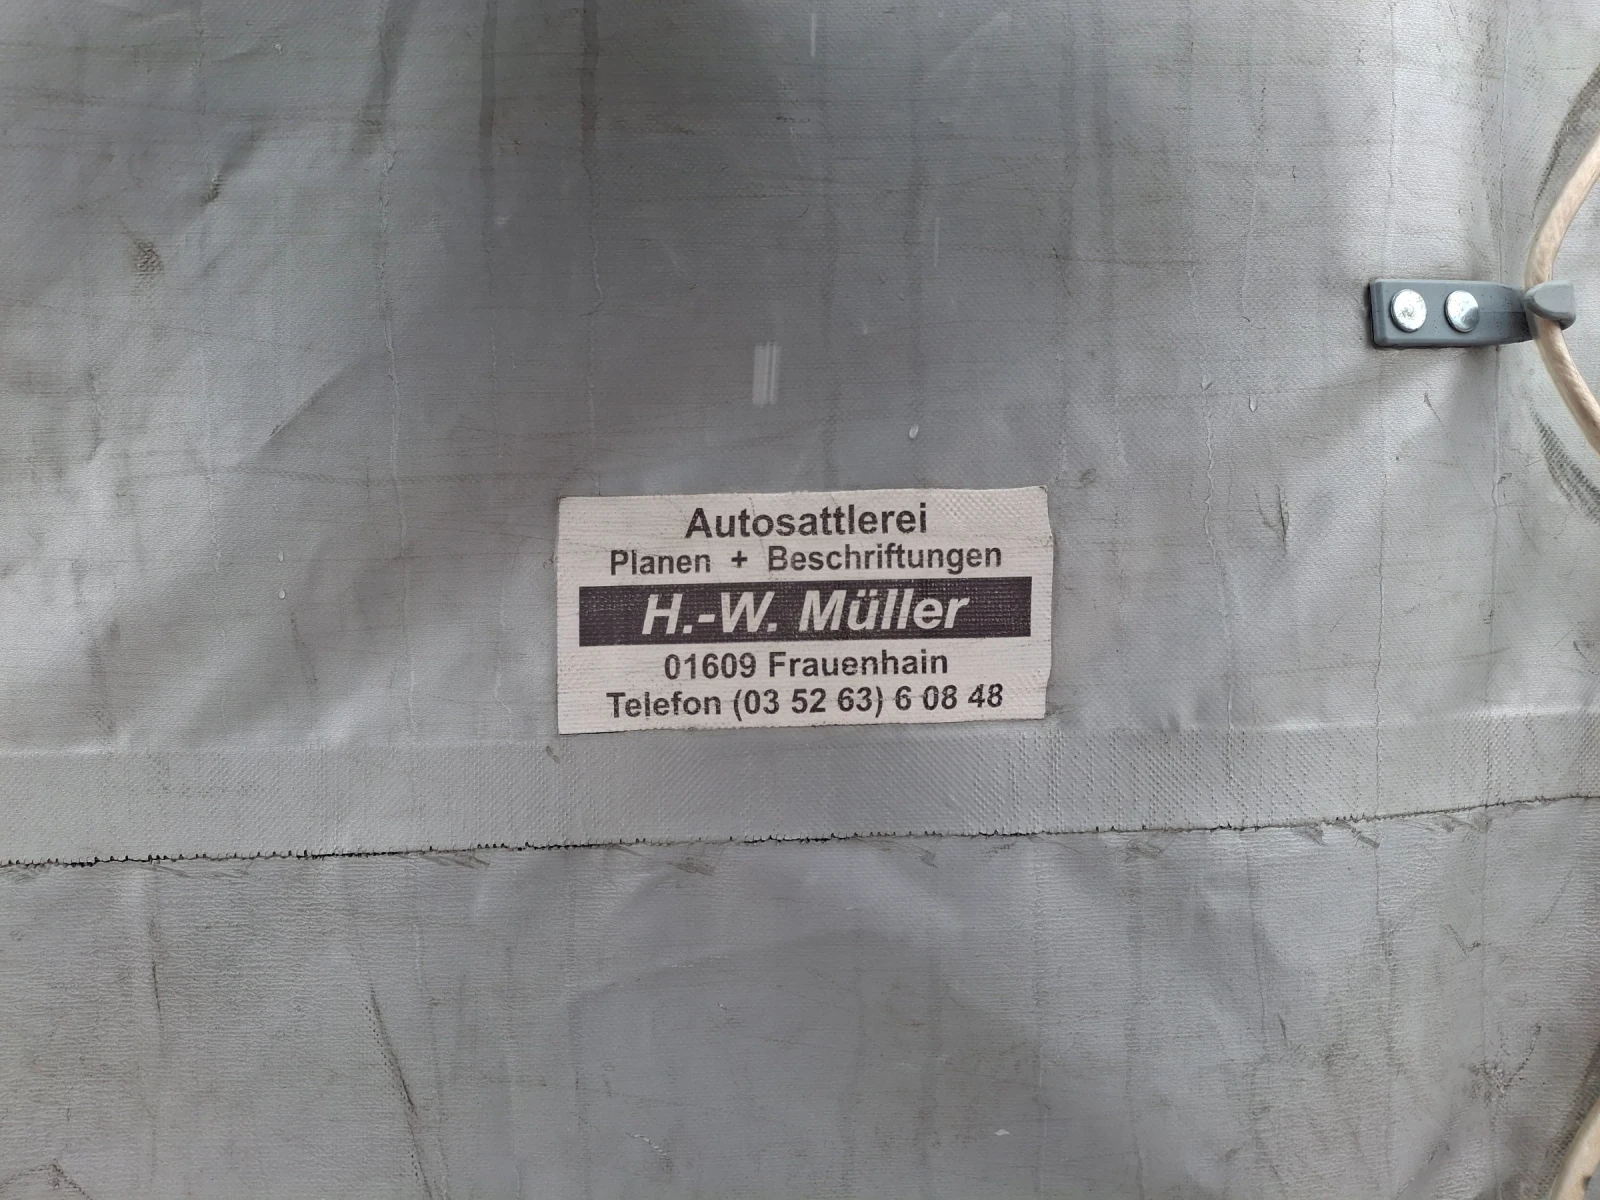 Autosattlerei
Planen + Beschriftungen
H.-W. Müller
01609 Frauenhain
Telefon (03 52 63) 6 08 48